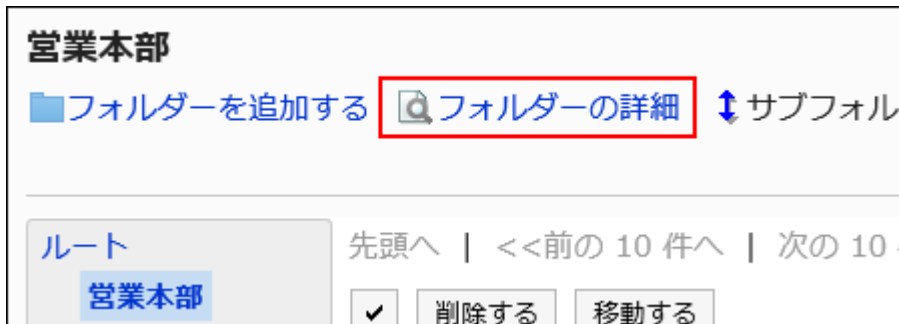 営業本部
フォルダーを追加する フォルダーの詳細 サブフォル
ルート
営業本部
先頭へ | <<前の 10 件へ | 次の 10
削除する 移動する